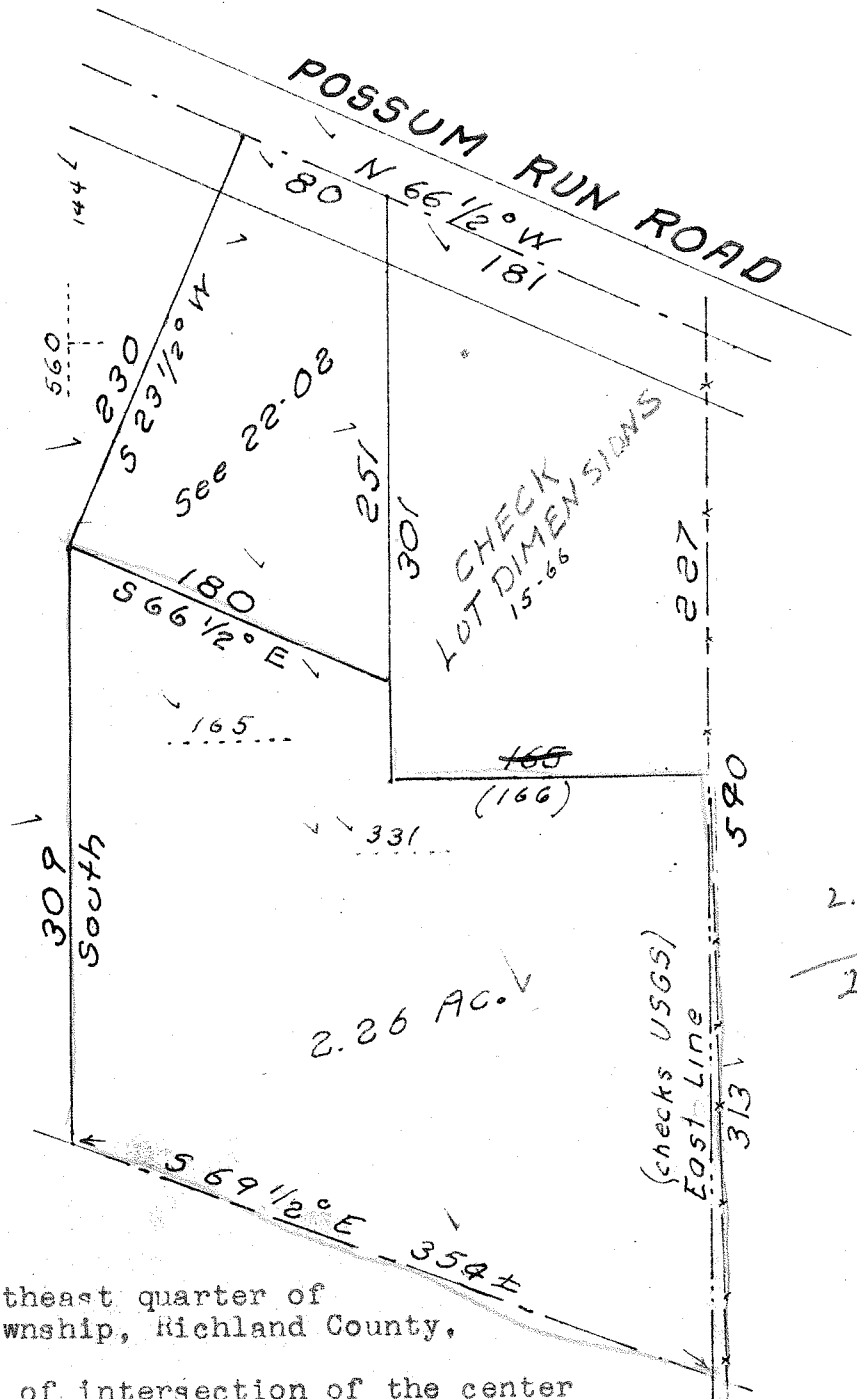 POSSUM RUN ROAD
N 66 1/2° W
80
181
144
560
230
S 23 1/2° W
See 22-02
251
301
CHECK
LOT DIMENSIONS
15-66
227
180
S 66 1/2° E
165
165
(166)
331
540
309
South
2.26 AC.
2.
(checks USGS)
East Line
313
S 69 1/2° E 354±
theast quarter of
wnship, Richland County,
of intersection of the center